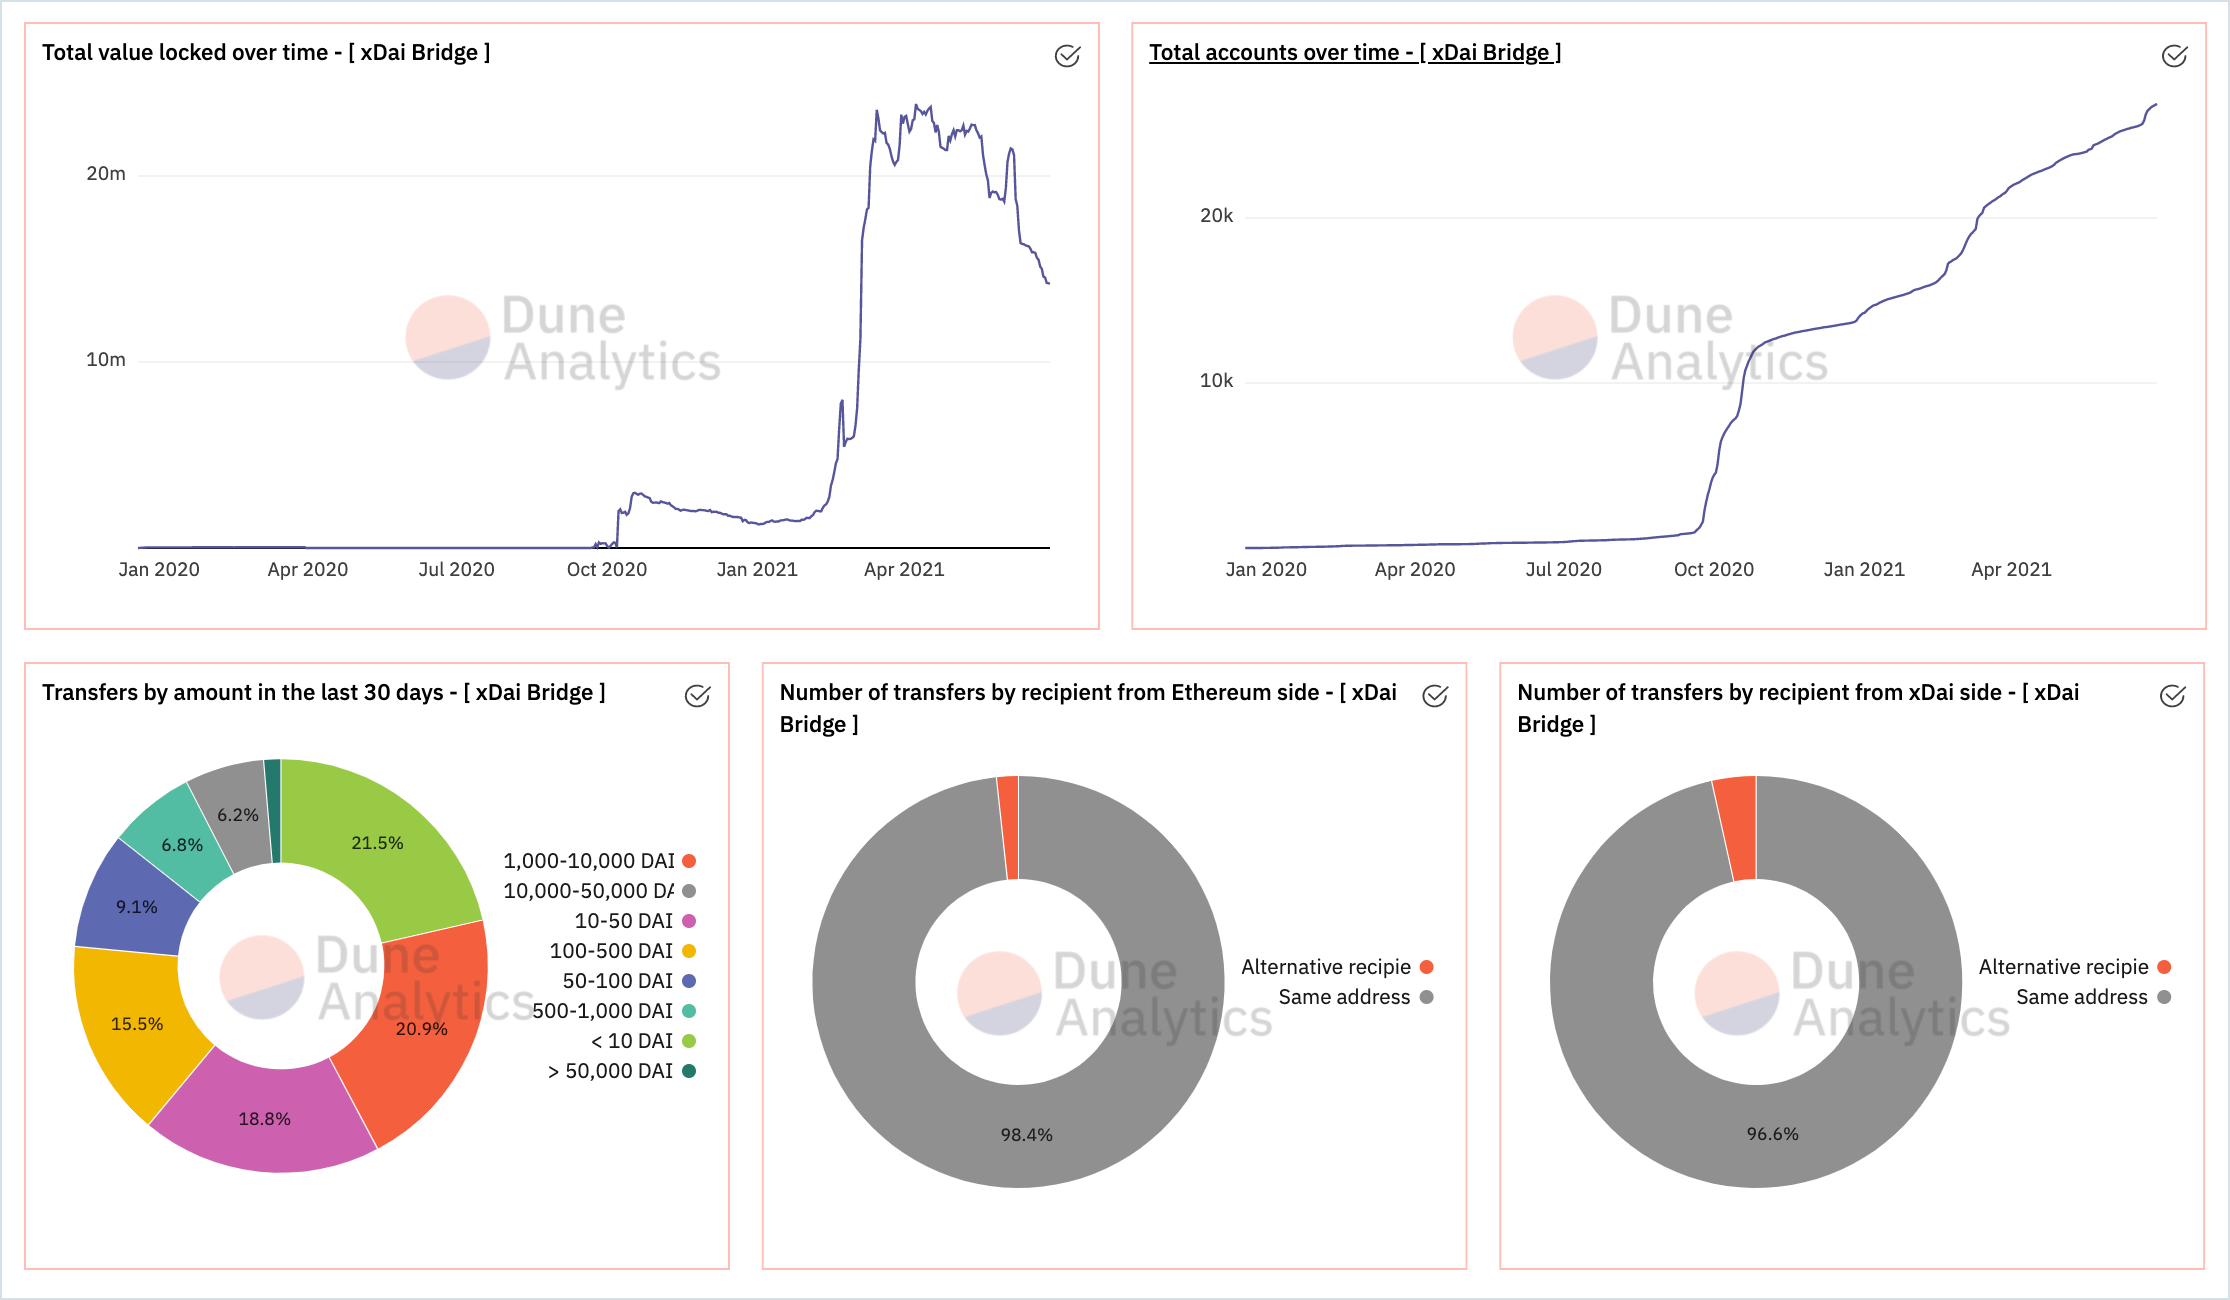 Total value locked over time - [ xDai Bridge ]
20m
10m
Dune
Analytics
Jan 2020
Apr 2020
Jul 2020
Oct 2020
Jan 2021
Apr 2021
Total accounts over time - [ xDai Bridge ]
20k
10k
Dune
Analytics
Jan 2020
Apr 2020
Jul 2020
Oct 2020
Jan 2021
Apr 2021
Transfers by amount in the last 30 days - [ xDai Bridge ]
6.2%
21.5%
6.8%
9.1%
15.5%
20.9%
18.8%
Dune
Analytics
1,000-10,000 DAI
10,000-50,000 DA
10-50 DAI
100-500 DAI
50-100 DAI
500-1,000 DAI
< 10 DAI
> 50,000 DAI
Number of transfers by recipient from Ethereum side - [ xDai
Bridge ]
Dune
Analytics
Alternative recipie
Same address
98.4%
Number of transfers by recipient from xDai side - [ xDai
Bridge ]
Dune
Analytics
Alternative recipie
Same address
96.6%